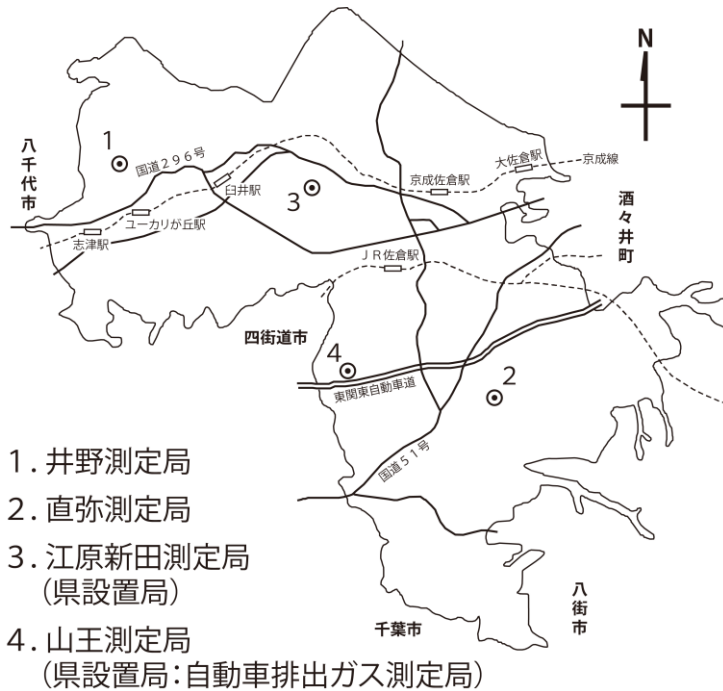 N
八千代市
1
国道２９６号
臼井駅
3
大佐倉駅
京成線
京成佐倉駅
酒々井町
ユーカリが丘駅
志津駅
ＪＲ佐倉駅
四街道市
4
東関東自動車道
2
国道５１号
八街市
千葉市
1. 井野測定局
2. 直弥測定局
3. 江原新田測定局
(県設置局)
4. 山王測定局
(県設置局：自動車排出ガス測定局)